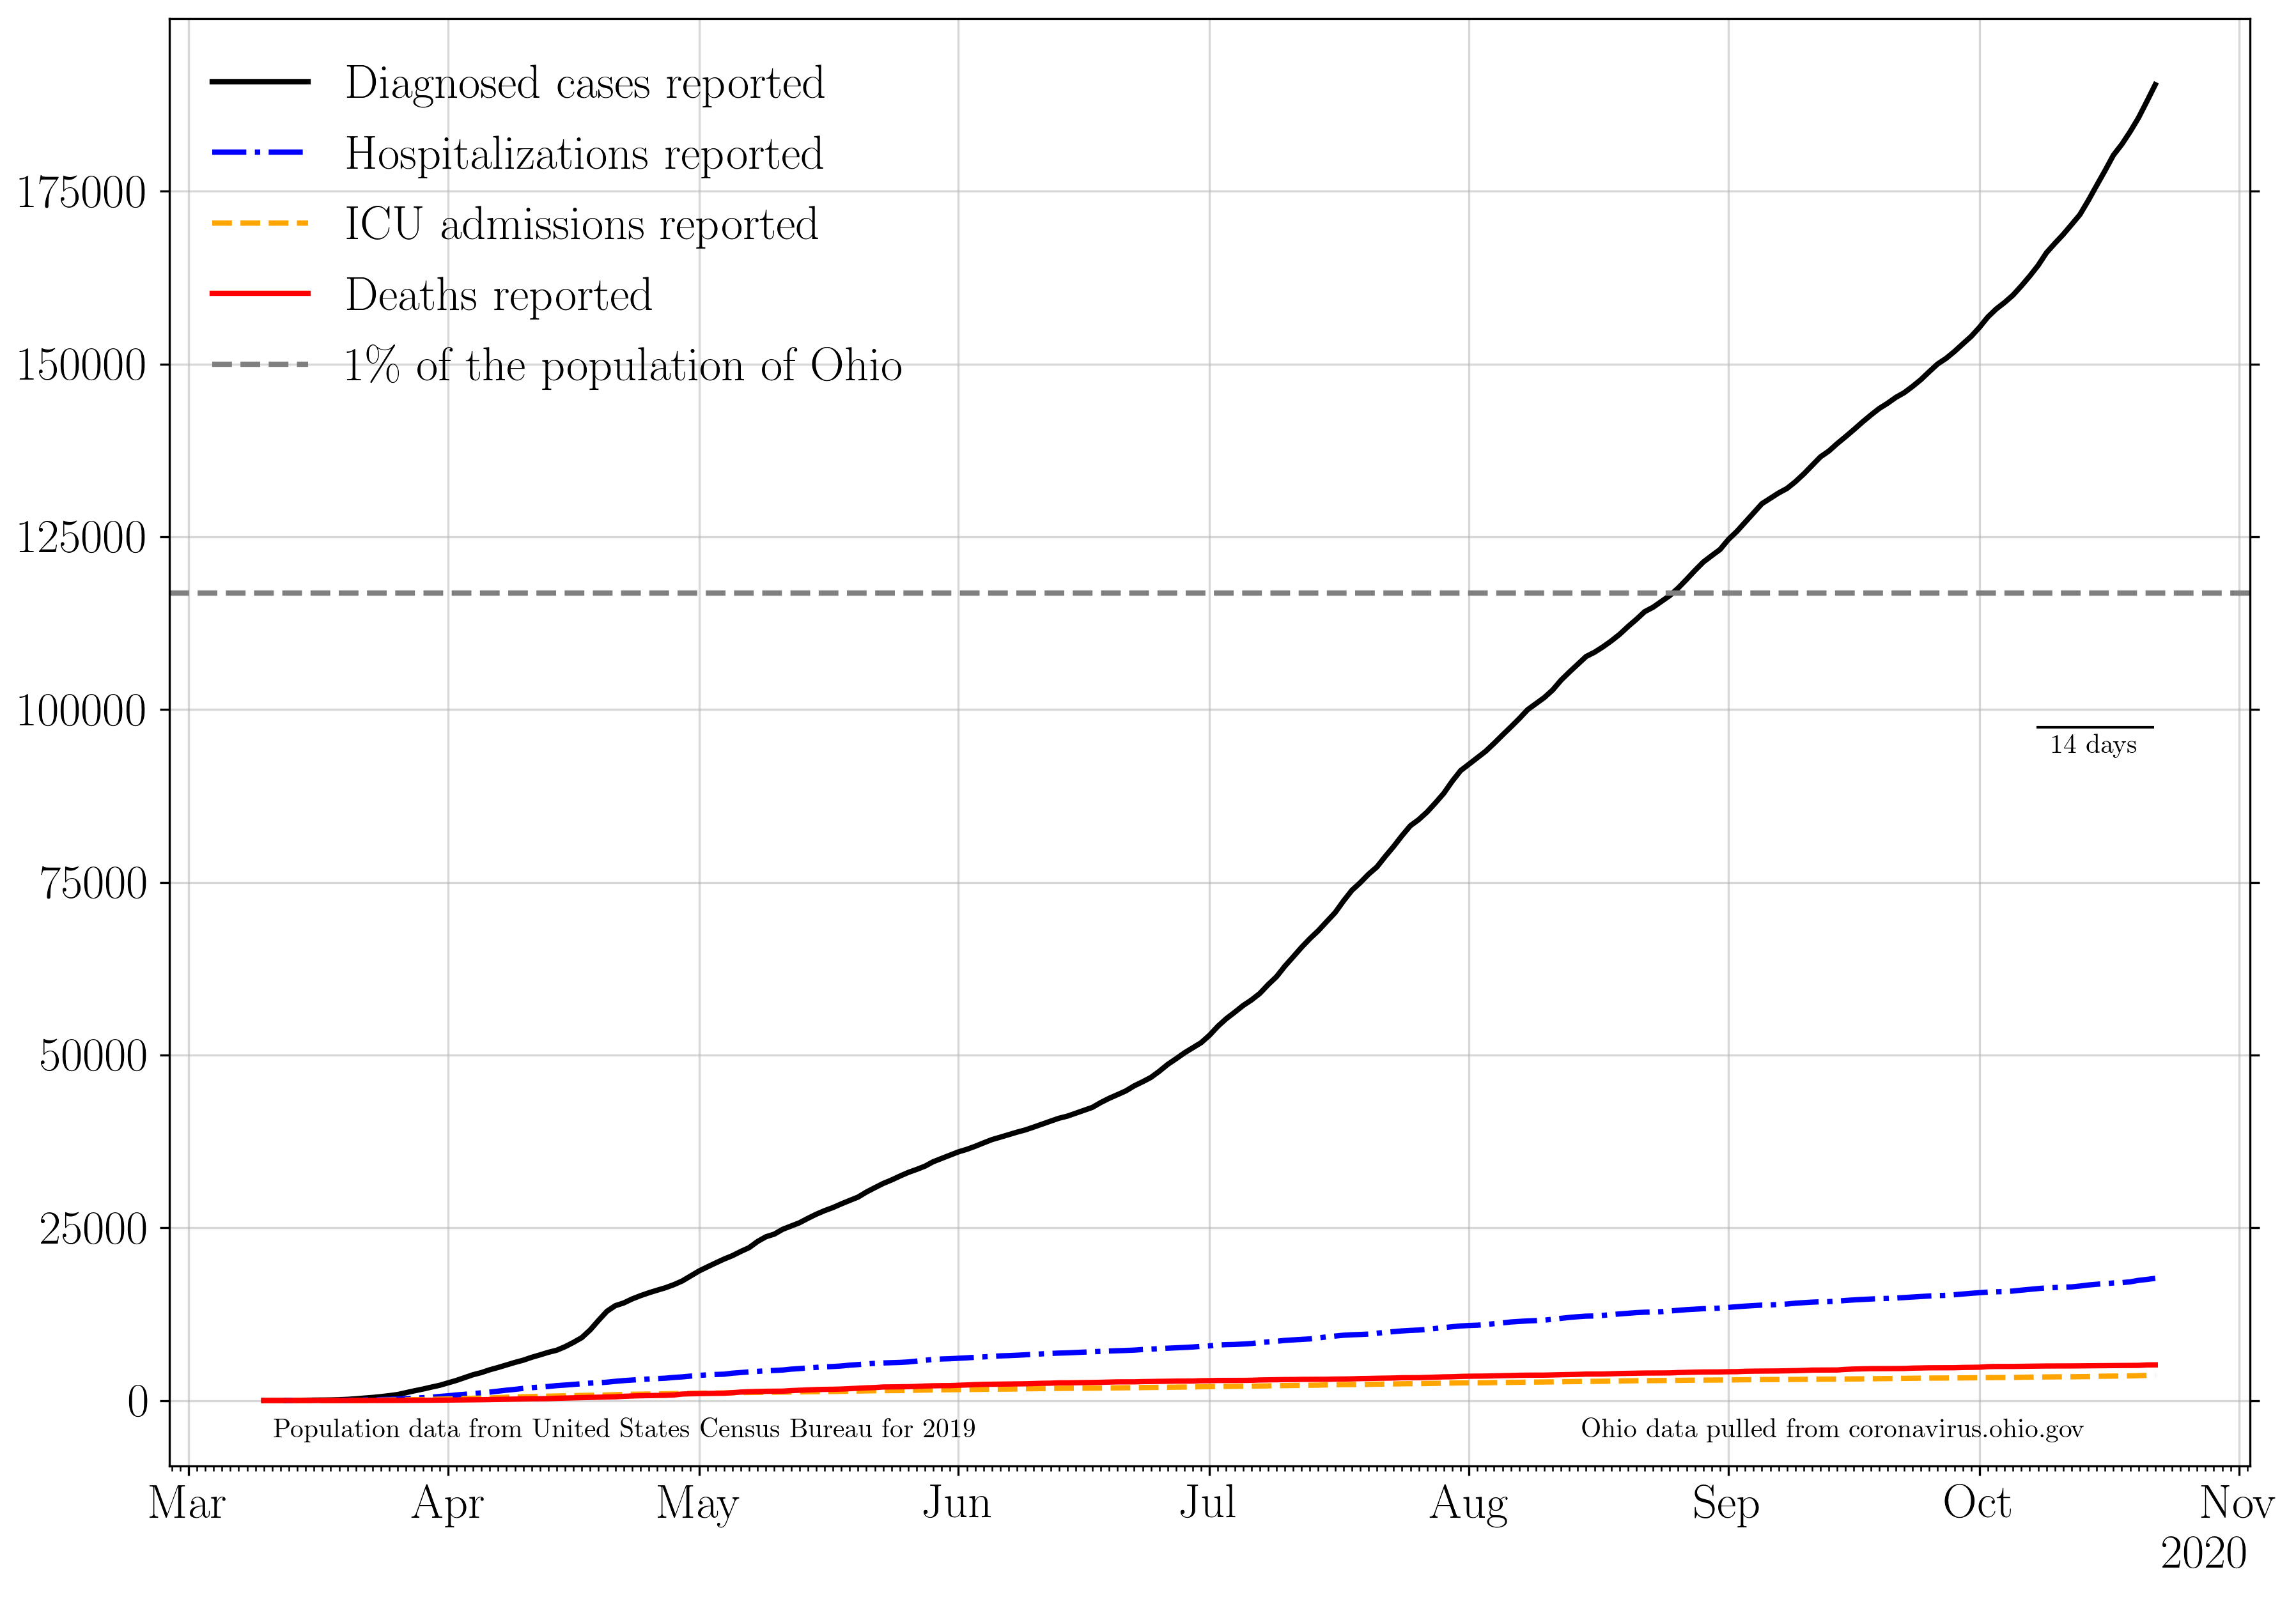 Diagnosed cases reported
Hospitalizations reported
ICU admissions reported
Deaths reported
1% of the population of Ohio
175000
150000
125000
100000
75000
50000
25000
0
14 days
Population data from United States Census Bureau for 2019
Ohio data pulled from coronavirus.ohio.gov
Mar Apr May Jun Jul Aug Sep Oct Nov
2020